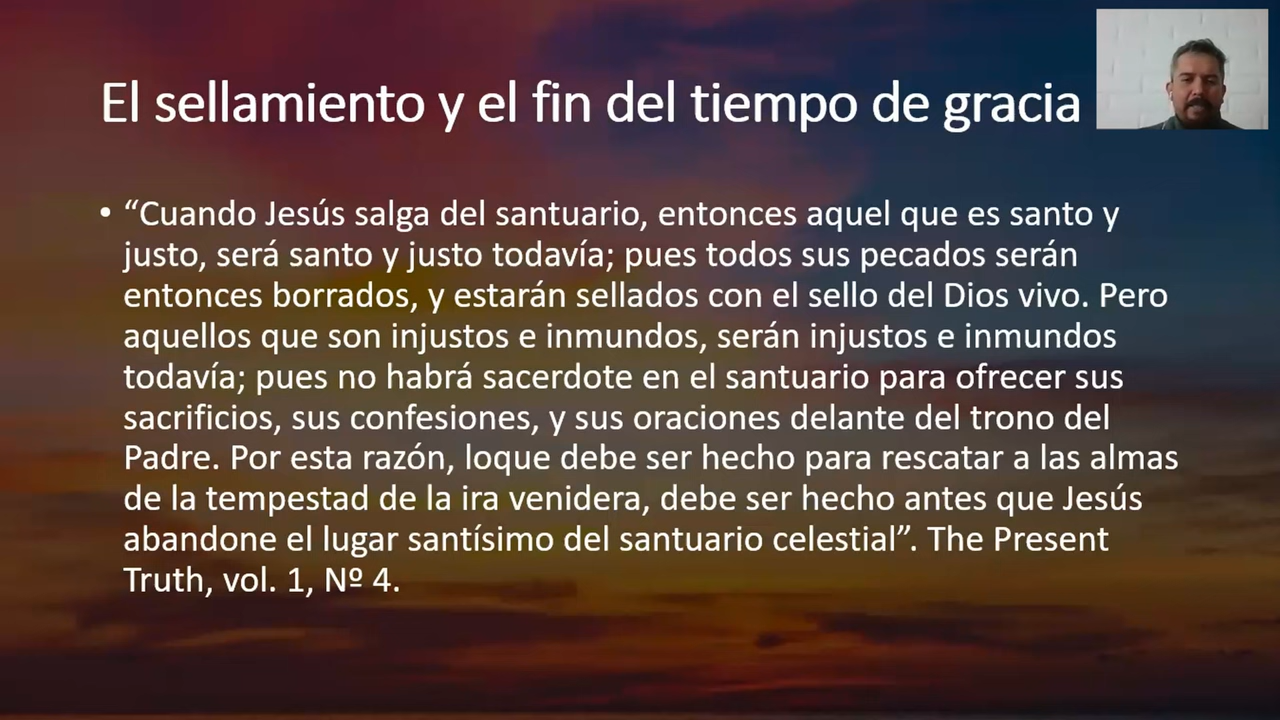 El sellamiento y el fin del tiempo de gracia
• “Cuando Jesús salga del santuario, entonces aquel que es santo y
justo, será santo y justo todavía; pues todos sus pecados serán
entonces borrados, y estarán sellados con el sello del Dios vivo. Pero
aquellos que son injustos e inmundos, serán injustos e inmundos
todavía; pues no habrá sacerdote en el santuario para ofrecer sus
sacrificios, sus confesiones, y sus oraciones delante del trono del
Padre. Por esta razón, loque debe ser hecho para rescatar a las almas
de la tempestad de la ira venidera, debe ser hecho antes que Jesús
abandone el lugar santísimo del santuario celestial”. The Present
Truth, vol. 1, Nº 4.